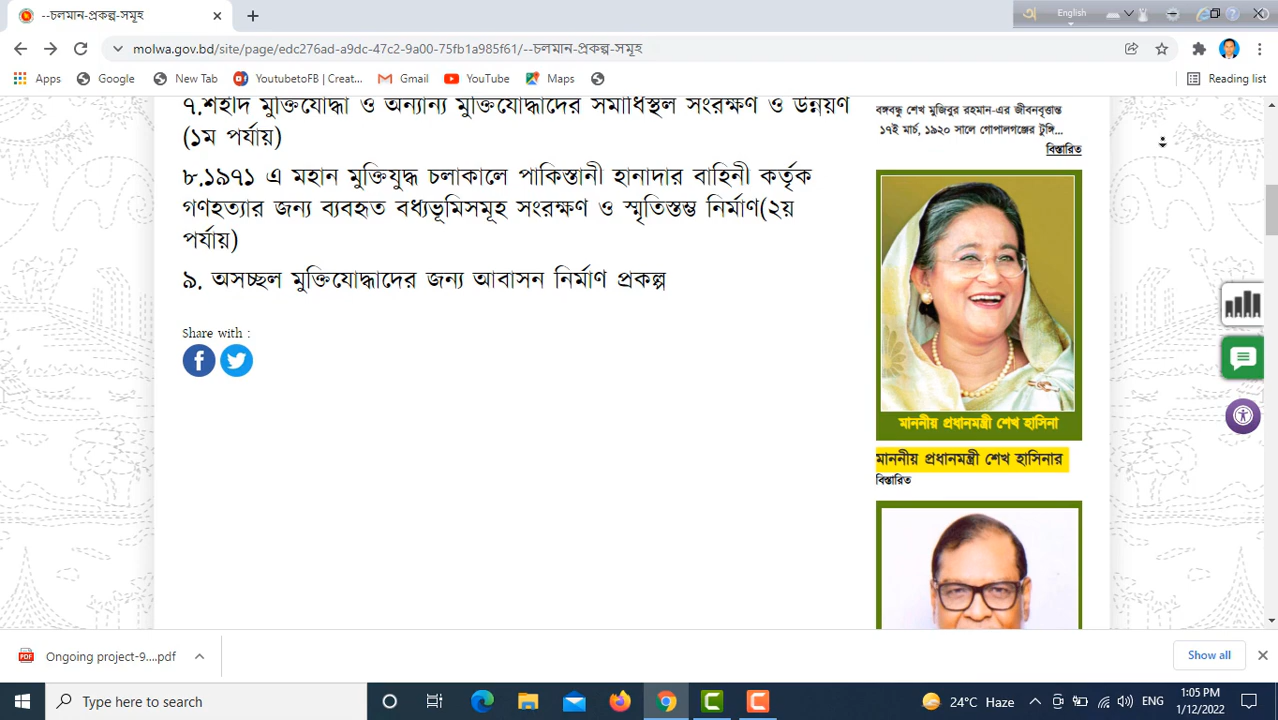 --চলমান-প্রকল্প-সমূহ
English
molwa.gov.bd/site/page/edc276ad-a9dc-47c2-9a00-75fb1a985f61/--চলমান-প্রকল্প-সমূহ
Apps
Google
New Tab
YoutubetoFB | Creat...
Gmail
YouTube
Maps
Reading list
৭.শহীদ মুক্তিযোদ্ধা ও অন্যান্য মুক্তিযোদ্ধাদের সমাধিস্থল সংরক্ষণ ও উন্নয়ণ
(১ম পর্যায়)
৮.১৯৭১ এ মহান মুক্তিযুদ্ধ চলাকালে পাকিস্তানী হানাদার বাহিনী কর্তৃক
গণহত্যার জন্য ব্যবহৃত বধ্যভূমিসমূহ সংরক্ষণ ও স্মৃতিস্তম্ভ নির্মাণ(২য়
পর্যায়)
৯. অসচ্ছল মুক্তিযোদ্ধাদের জন্য আবাসন নির্মাণ প্রকল্প
Share with :
বঙ্গবন্ধু শেখ মুজিবুর রহমান-এর জীবনবৃত্তান্ত
১৭ই মার্চ, ১৯২০ সালে গোপালগঞ্জের টুঙ্গি...
বিস্তারিত
মাননীয় প্রধানমন্ত্রী শেখ হাসিনা
মাননীয় প্রধানমন্ত্রী শেখ হাসিনার
বিস্তারিত
Ongoing project-9....pdf
Show all
Type here to search
24°C Haze
ENG
1:05 PM
1/12/2022